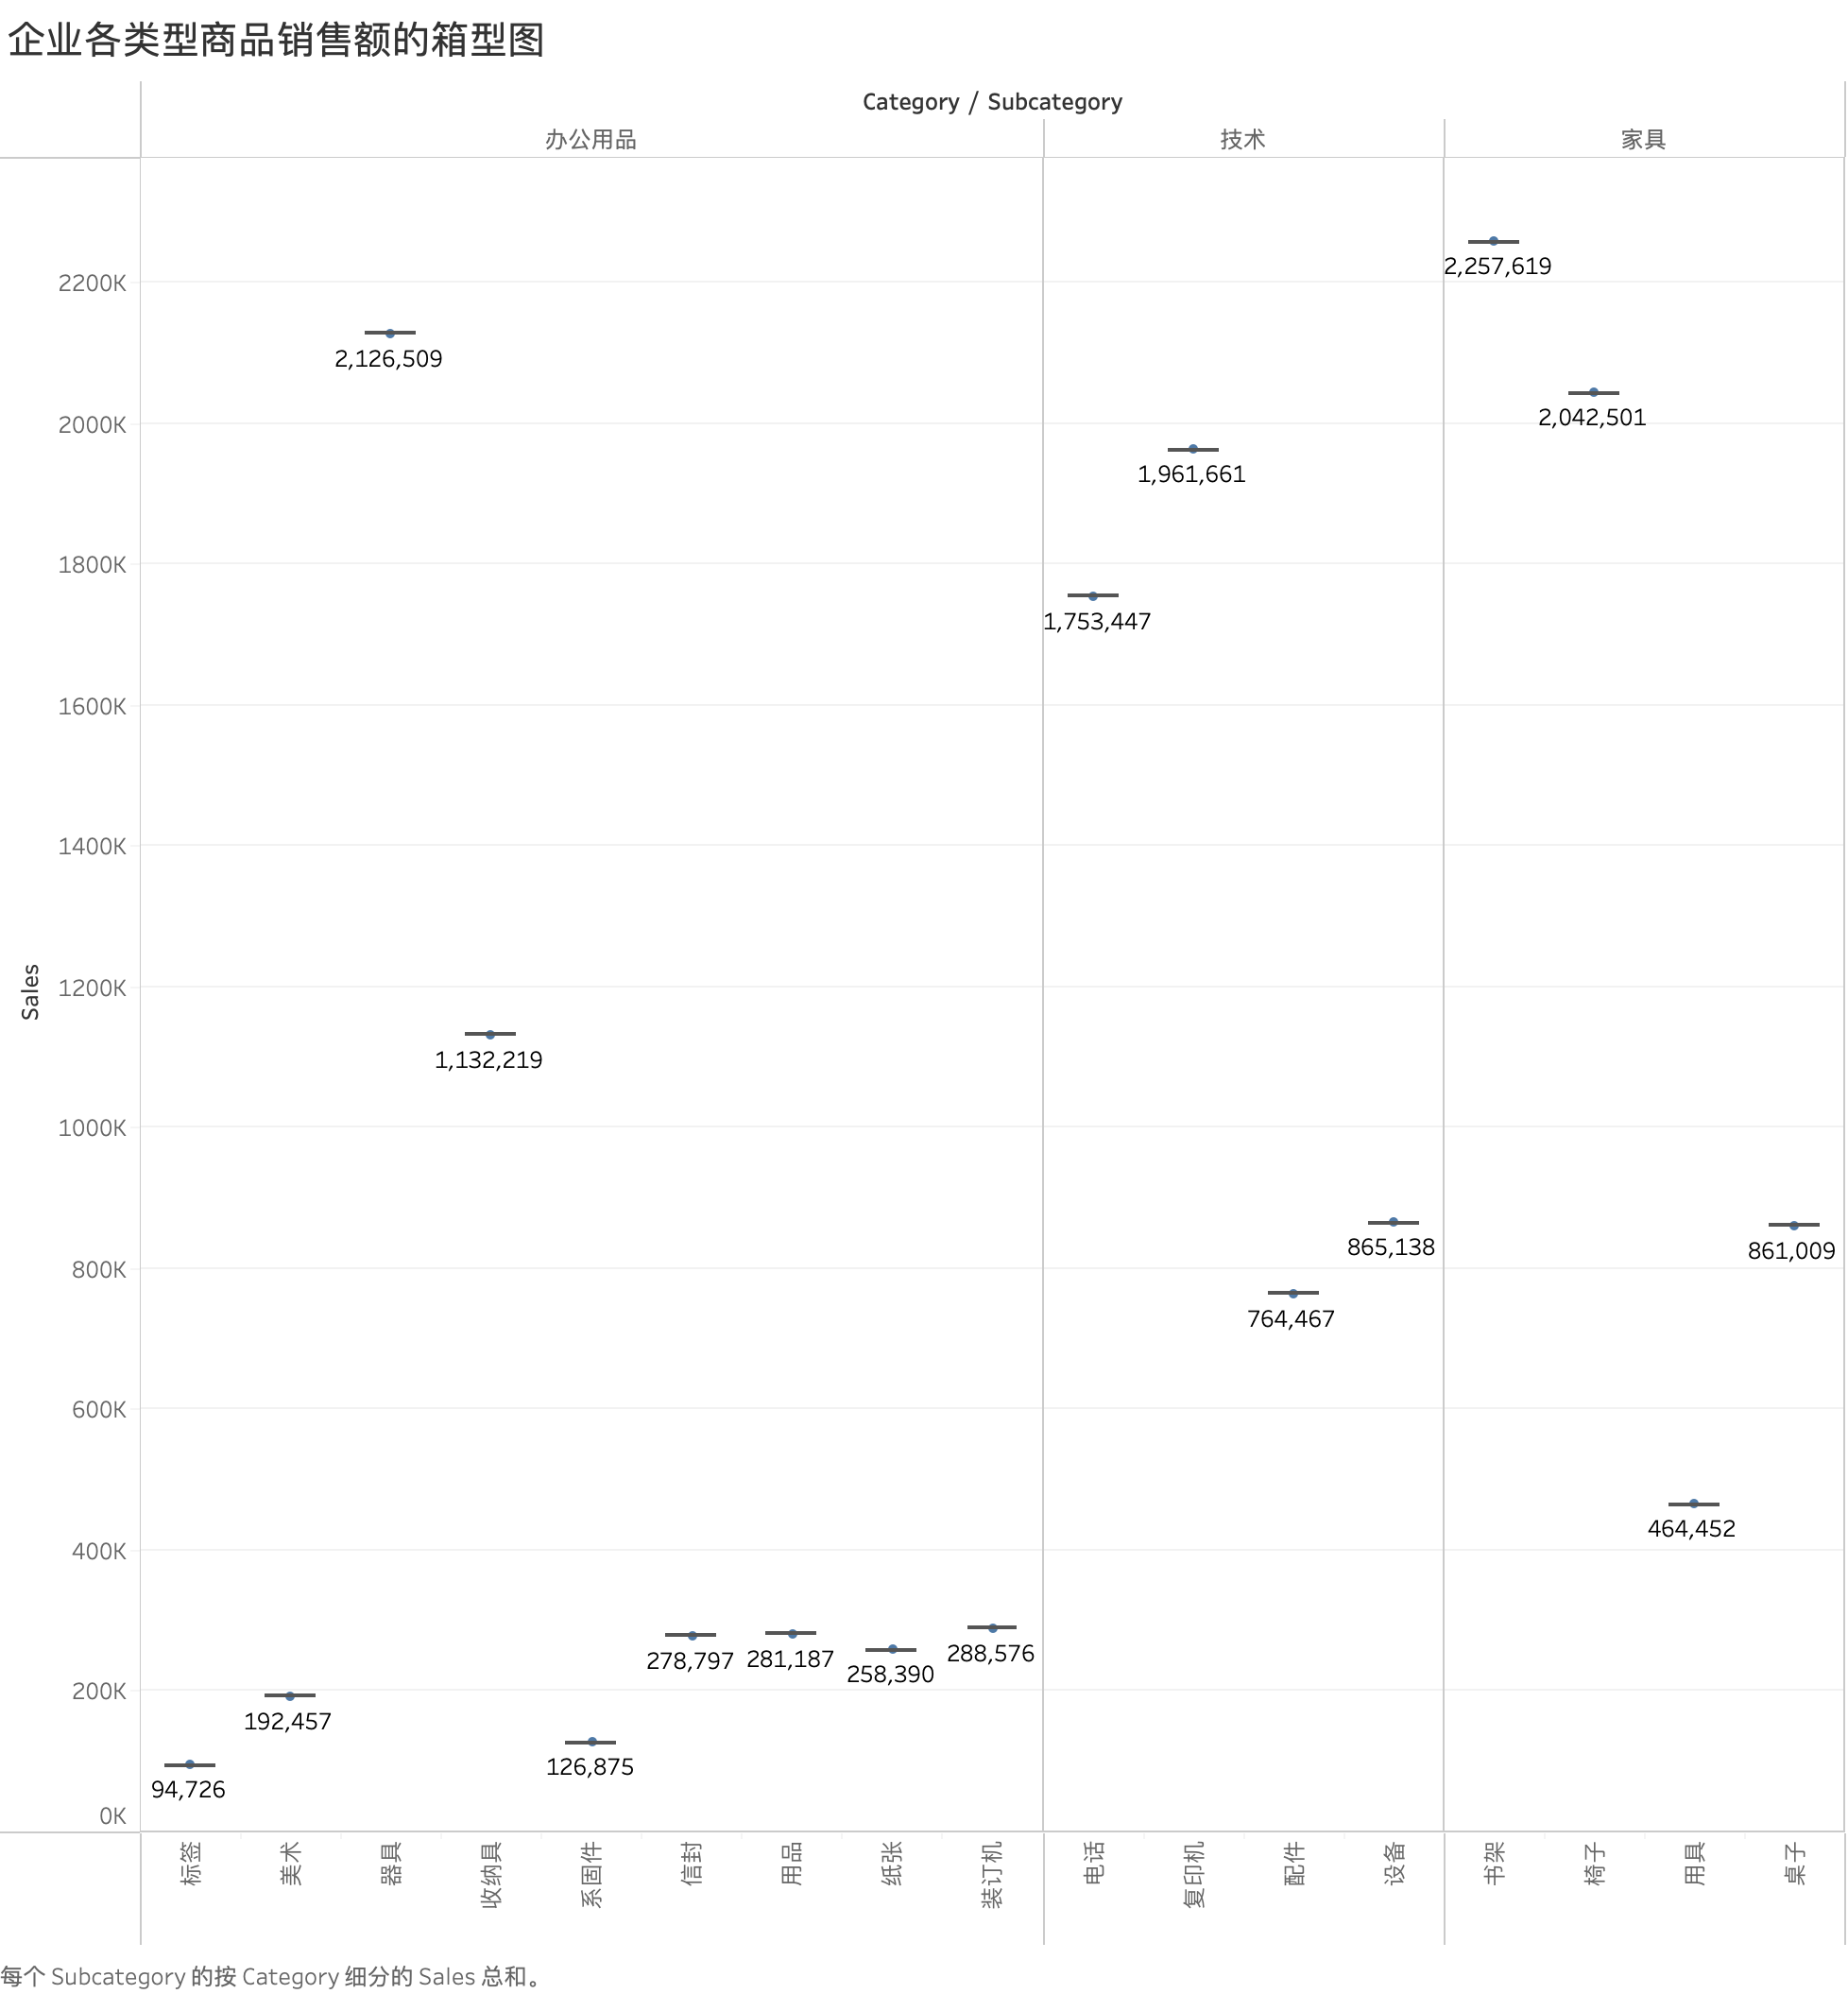 企业各类型商品销售额的箱型图
Category / Subcategory
办公用品 技术 家具
2,257,619
2200K
2,126,509
2,042,501
2000K
1,961,661
1800K
1,753,447
1600K
1400K
Sales
1200K
1,132,219
1000K
865,138
861,009
800K
764,467
600K
464,452
400K
278,797 281,187 258,390 288,576
200K
192,457
126,875
94,726
0K
标签 美术 器具 收纳具 系固件 信封 用品 纸张 装订机 电话 复印机 配件 设备 书架 椅子 用具 桌子
每个 Subcategory 的按 Category 细分的 Sales 总和。